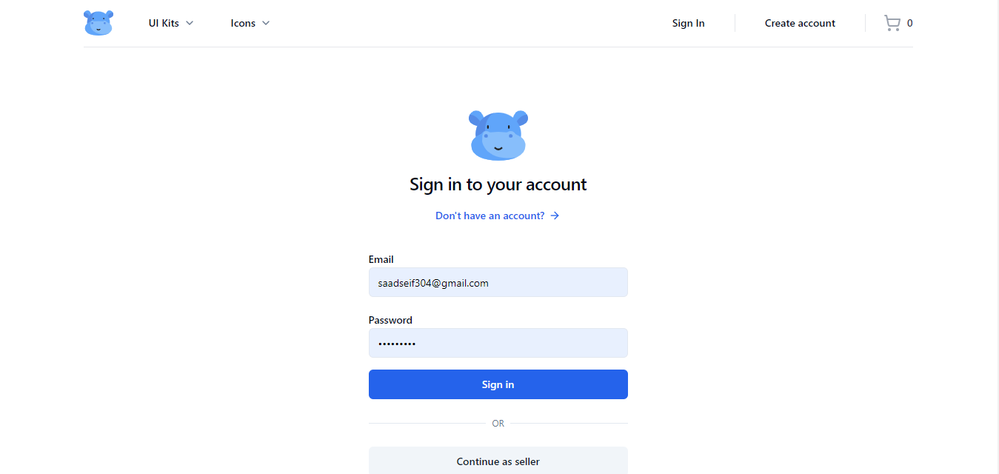 UI Kits Icons Sign In Create account 0
Sign in to your account
Don't have an account? →
Email
saadseif304@gmail.com
Password
•••••••••
Sign in
OR
Continue as seller